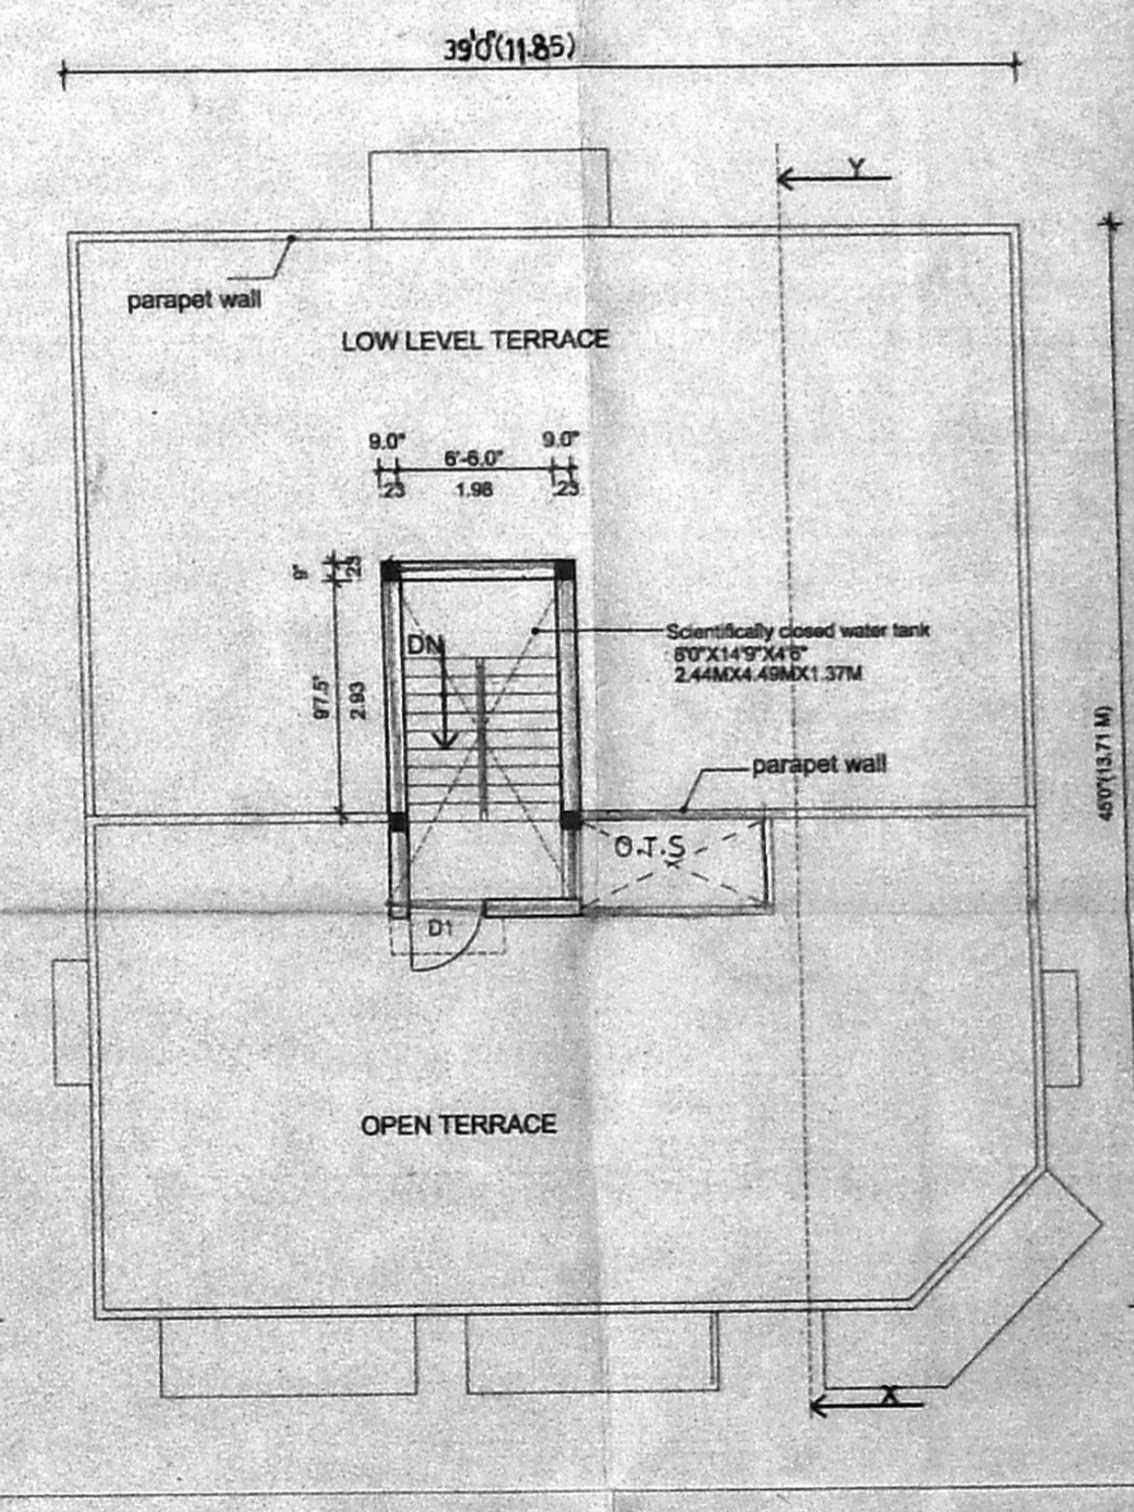 39'0"(11.85)
Y
parapet wall
LOW LEVEL TERRACE
9.0"
6'-6.0"
9.0"
.23
1.98
.23
9"
.23
DN
Scientifically closed water tank
8'0"X14'9"X4'6"
2.44MX4.49MX1.37M
9'7.5"
2.93
parapet wall
45'0"(13.71 M)
O.T.S
D1
OPEN TERRACE
X